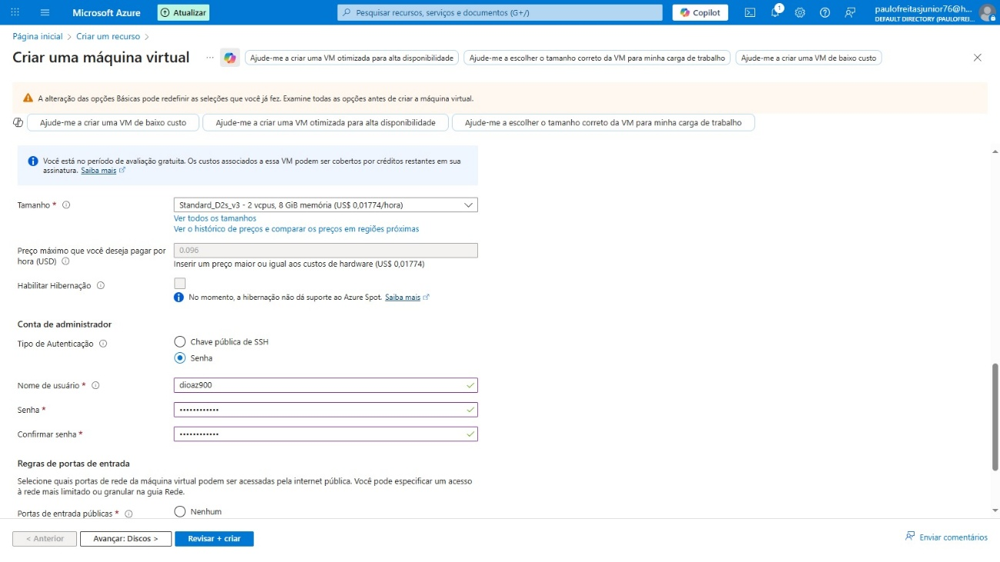 Microsoft Azure
Atualizar
Pesquisar recursos, serviços e documentos (G+/)
Copilot
1
paulofreitasjunior76@h...
DEFAULT DIRECTORY (PAULOFREI...
Página inicial > Criar um recurso >
Criar uma máquina virtual ...
Ajude-me a criar uma VM otimizada para alta disponibilidade
Ajude-me a escolher o tamanho correto da VM para minha carga de trabalho
Ajude-me a criar uma VM de baixo custo
A alteração das opções Básicas pode redefinir as seleções que você já fez. Examine todas as opções antes de criar a máquina virtual.
Ajude-me a criar uma VM de baixo custo
Ajude-me a criar uma VM otimizada para alta disponibilidade
Ajude-me a escolher o tamanho correto da VM para minha carga de trabalho
Você está no período de avaliação gratuita. Os custos associados a essa VM podem ser cobertos por créditos restantes em sua
assinatura. Saiba mais
Tamanho *
Standard_D2s_v3 - 2 vcpus, 8 GiB memória (US$ 0,01774/hora)
Ver todos os tamanhos
Ver o histórico de preços e comparar os preços em regiões próximas
Preço máximo que você deseja pagar por
hora (USD)
0.096
Inserir um preço maior ou igual aos custos de hardware (US$ 0,01774)
Habilitar Hibernação
No momento, a hibernação não dá suporte ao Azure Spot. Saiba mais
Conta de administrador
Tipo de Autenticação
Chave pública de SSH
Senha
Nome de usuário *
dioaz900
Senha *
••••••••••••
Confirmar senha *
••••••••••••
Regras de portas de entrada
Selecione quais portas de rede da máquina virtual podem ser acessadas pela internet pública. Você pode especificar um acesso
à rede mais limitado ou granular na guia Rede.
Portas de entrada públicas *
Nenhum
< Anterior
Avançar: Discos >
Revisar + criar
Enviar comentários